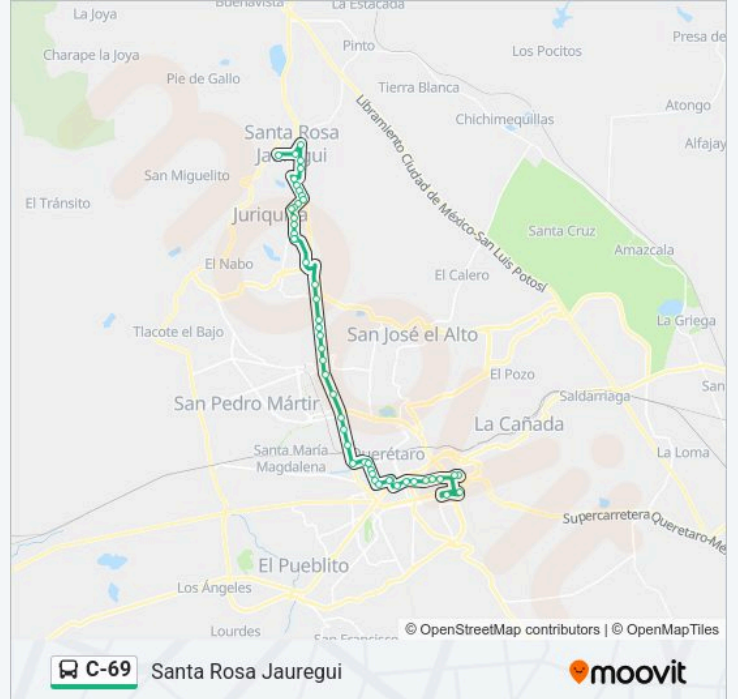 Buenavista
La Estacada
La Joya
Pinto
Presa de
Charape la Joya
Los Pocitos
Pie de Gallo
Tierra Blanca
Atongo
Chichimequillas
Libramiento Ciudad de México-San Luis Potosí
Santa Rosa
Jauregui
Alfajay
San Miguelito
El Tránsito
Juriquilla
Santa Cruz
Amazcala
El Nabo
El Calero
La Griega
Tlacote el Bajo
San José el Alto
El Pozo
San
San Pedro Mártir
Saldarriaga
La Cañada
Santa María
Magdalena
Querétaro
La Loma
Supercarretera Queretaro-Mé
El Pueblito
Los Ángeles
Lourdes
San Francisco
© OpenStreetMap contributors | © OpenMapTiles
C-69 Santa Rosa Jauregui
moovit